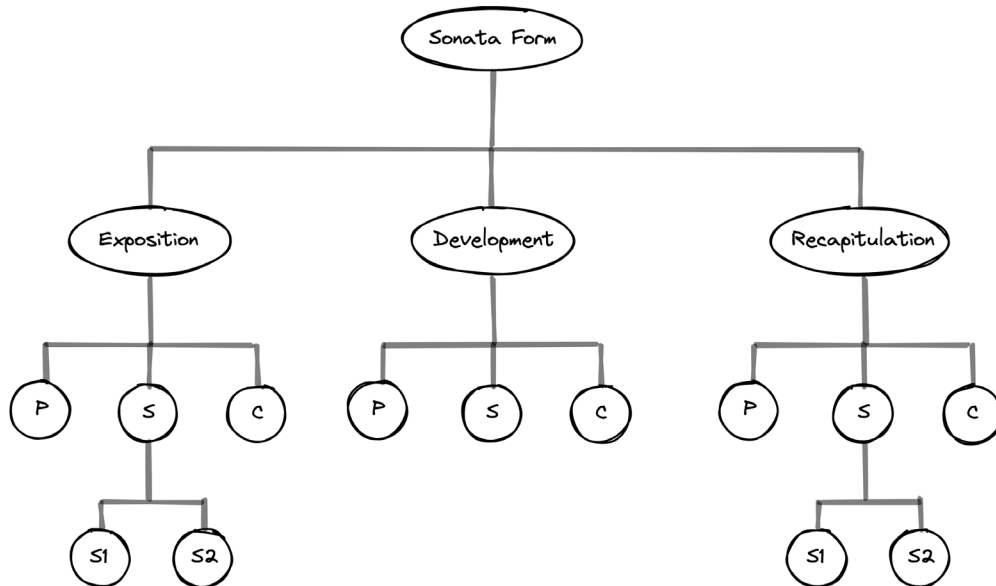 Sonata Form
Exposition
Development
Recapitulation
P
S
C
P
S
C
P
S
C
S1
S2
S1
S2